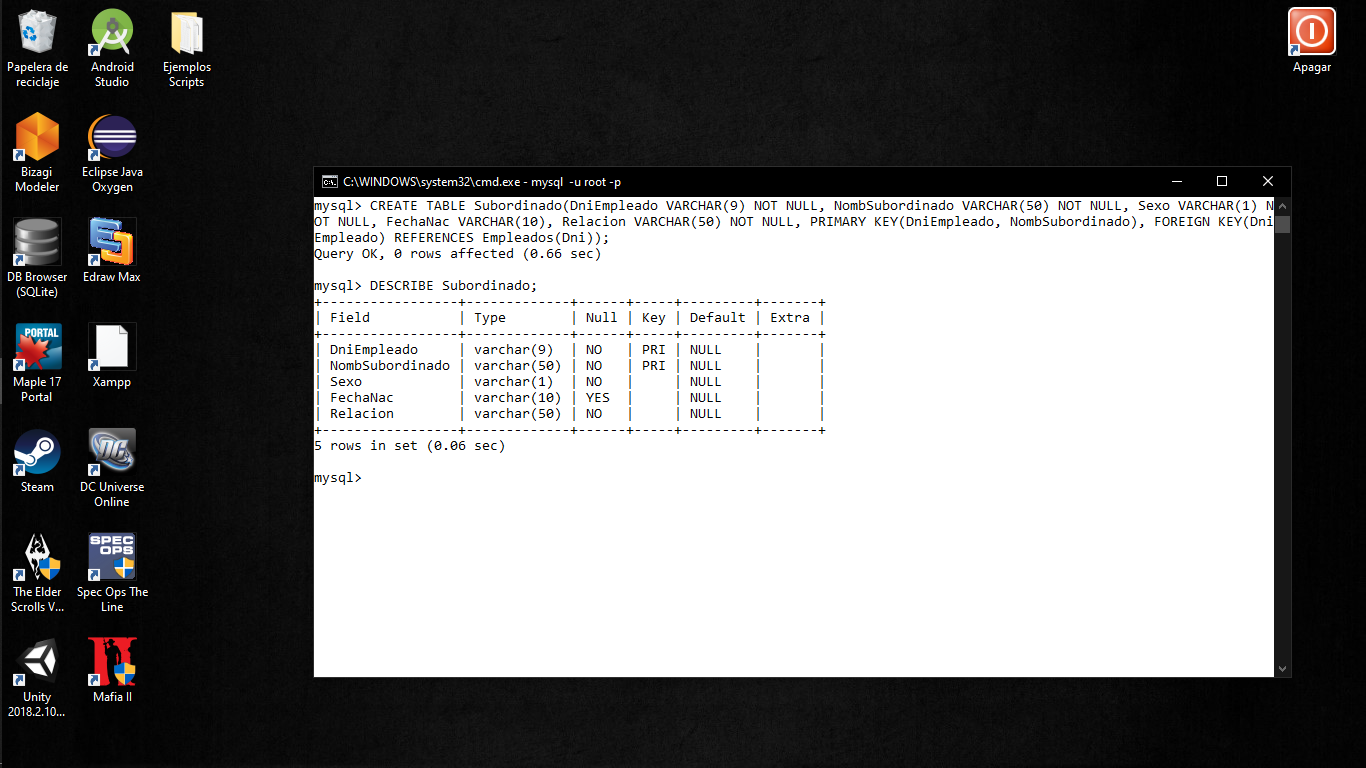 Papelera de
reciclaje
Android
Studio
Ejemplos
Scripts
Apagar
Bizagi
Modeler
Eclipse Java
Oxygen
DB Browser
(SQLite)
Edraw Max
PORTAL
Maple 17
Portal
Xampp
Steam
DC
DC Universe
Online
The Elder
Scrolls V...
SPEC
OPS
Spec Ops The
Line
Unity
2018.2.10...
II
Mafia II
C:\WINDOWS\system32\cmd.exe - mysql  -u root -p
mysql> CREATE TABLE Subordinado(DniEmpleado VARCHAR(9) NOT NULL, NombSubordinado VARCHAR(50) NOT NULL, Sexo VARCHAR(1) N
OT NULL, FechaNac VARCHAR(10), Relacion VARCHAR(50) NOT NULL, PRIMARY KEY(DniEmpleado, NombSubordinado), FOREIGN KEY(Dni
Empleado) REFERENCES Empleados(Dni));
Query OK, 0 rows affected (0.66 sec)
mysql> DESCRIBE Subordinado;
+-----------------+-------------+------+-----+---------+-------+
| Field           | Type        | Null | Key | Default | Extra |
+-----------------+-------------+------+-----+---------+-------+
| DniEmpleado     | varchar(9)  | NO   | PRI | NULL    |       |
| NombSubordinado | varchar(50) | NO   | PRI | NULL    |       |
| Sexo            | varchar(1)  | NO   |     | NULL    |       |
| FechaNac        | varchar(10) | YES  |     | NULL    |       |
| Relacion        | varchar(50) | NO   |     | NULL    |       |
+-----------------+-------------+------+-----+---------+-------+
5 rows in set (0.06 sec)
mysql>